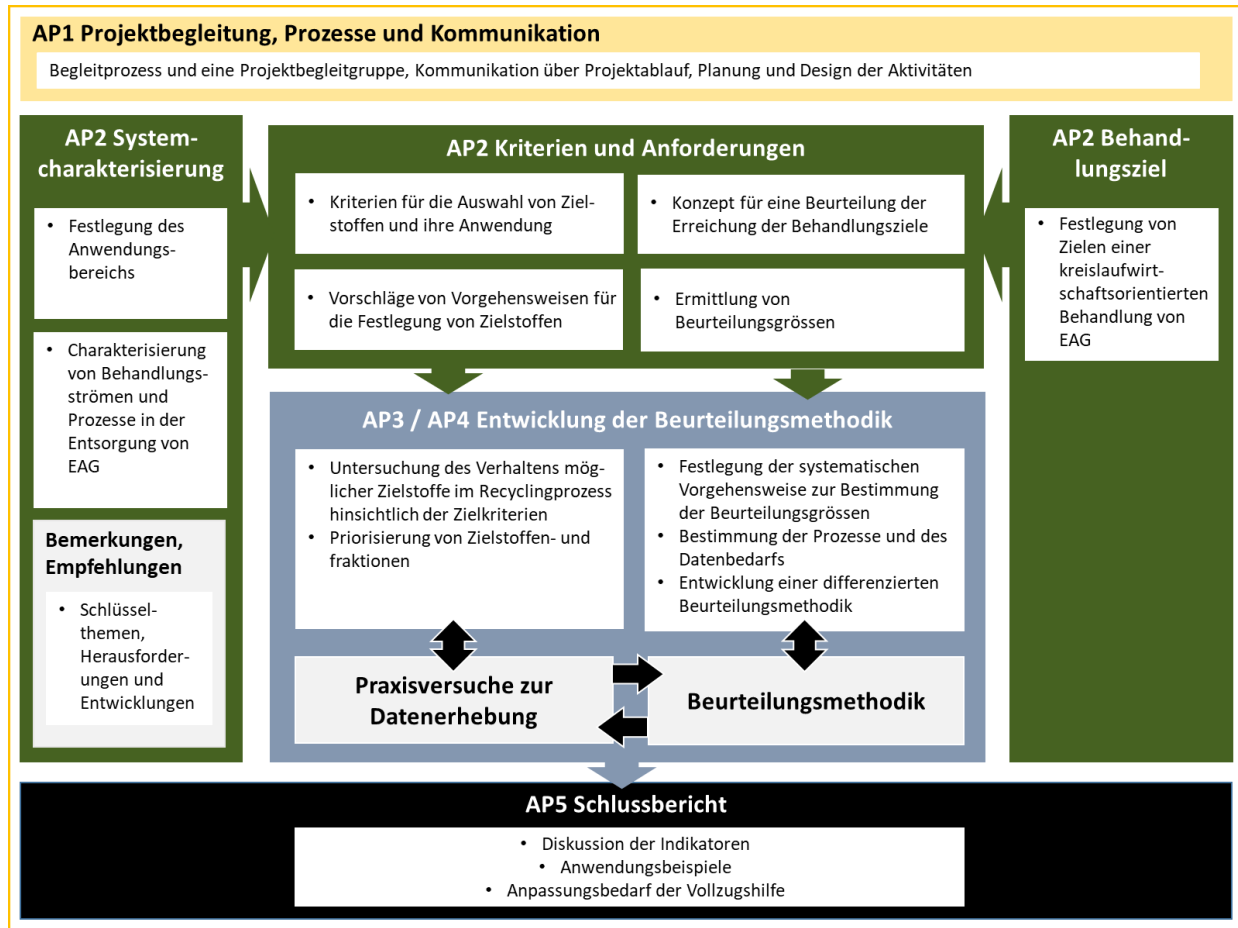 AP1 Projektbegleitung, Prozesse und Kommunikation
Begleitprozess und eine Projektbegleitgruppe, Kommunikation über Projektablauf, Planung und Design der Aktivitäten
AP2 System-
charakterisierung
• Festlegung des
Anwendungs-
bereichs
• Charakterisierung
von Behandlungs-
strömen und
Prozesse in der
Entsorgung von
EAG
Bemerkungen,
Empfehlungen
• Schlüssel-
themen,
Herausforder-
ungen und
Entwicklungen
AP2 Kriterien und Anforderungen
• Kriterien für die Auswahl von Ziel-
stoffen und ihre Anwendung
• Konzept für eine Beurteilung der
Erreichung der Behandlungsziele
• Vorschläge von Vorgehensweisen für
die Festlegung von Zielstoffen
• Ermittlung von
Beurteilungsgrössen
AP2 Behand-
lungsziel
• Festlegung von
Zielen einer
kreislaufwirt-
schaftsorientierten
Behandlung von
EAG
AP3 / AP4 Entwicklung der Beurteilungsmethodik
• Untersuchung des Verhaltens mög-
licher Zielstoffe im Recyclingprozess
hinsichtlich der Zielkriterien
• Priorisierung von Zielstoffen- und
fraktionen
• Festlegung der systematischen
Vorgehensweise zur Bestimmung
der Beurteilungsgrössen
• Bestimmung der Prozesse und des
Datenbedarfs
• Entwicklung einer differenzierten
Beurteilungsmethodik
Praxisversuche zur
Datenerhebung
Beurteilungsmethodik
AP5 Schlussbericht
• Diskussion der Indikatoren
• Anwendungsbeispiele
• Anpassungsbedarf der Vollzugshilfe